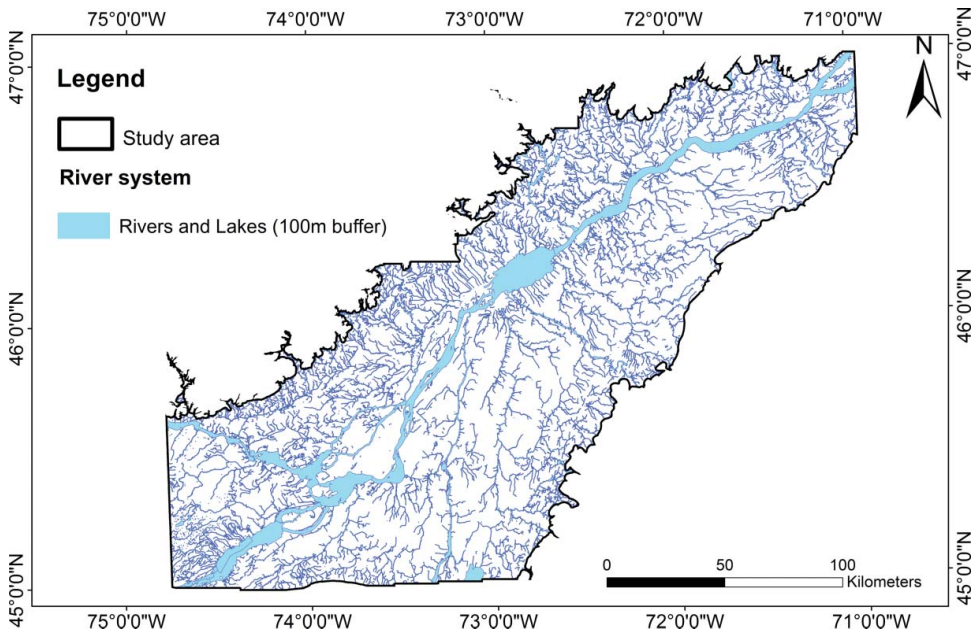 75°0'0"W 74°0'0"W 73°0'0"W 72°0'0"W 71°0'0"W
47°0'0"N
47°0'0"N
N
Legend
Study area
River system
Rivers and Lakes (100m buffer)
46°0'0"N
46°0'0"N
0 50 100
Kilometers
45°0'0"N
45°0'0"N
75°0'0"W 74°0'0"W 73°0'0"W 72°0'0"W 71°0'0"W